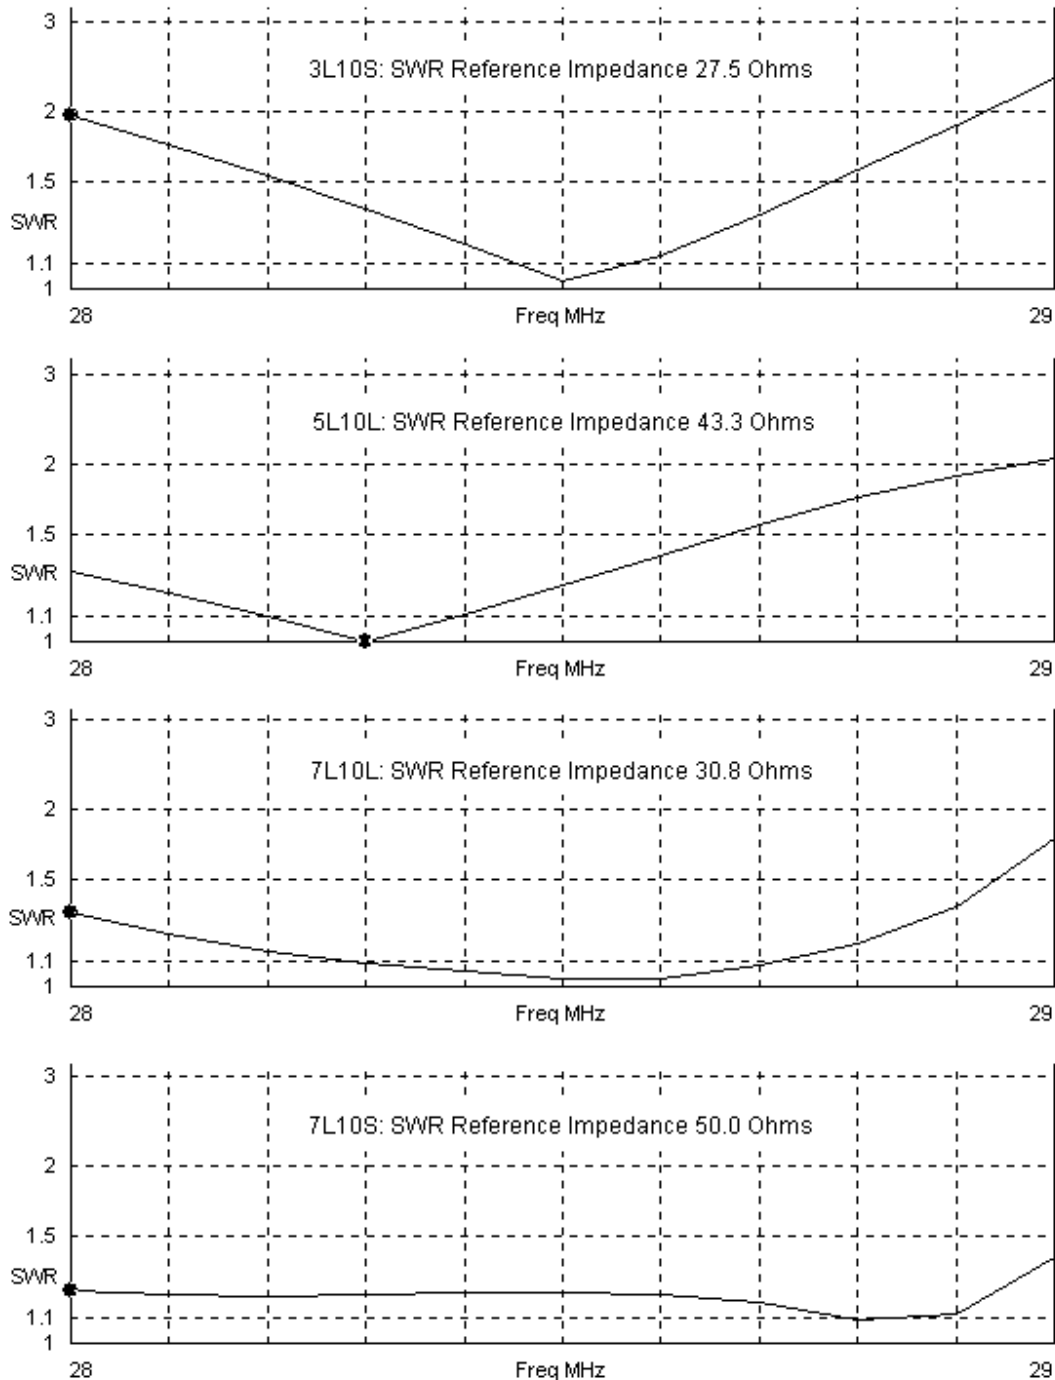 3
3L10S: SWR Reference Impedance 27.5 Ohms
2
1.5
SWR
1.1
1
28 Freq MHz 29
3
5L10L: SWR Reference Impedance 43.3 Ohms
2
1.5
SWR
1.1
1
28 Freq MHz 29
3
7L10L: SWR Reference Impedance 30.8 Ohms
2
1.5
SWR
1.1
1
28 Freq MHz 29
3
7L10S: SWR Reference Impedance 50.0 Ohms
2
1.5
SWR
1.1
1
28 Freq MHz 29